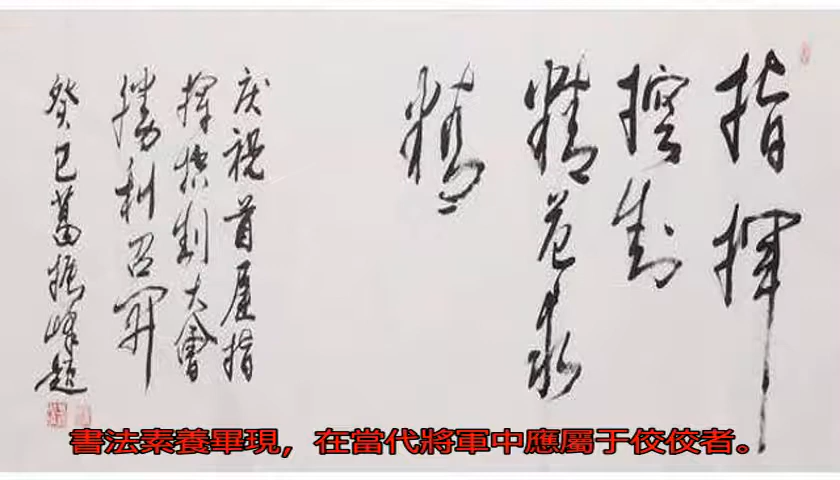 指揮
控制
精益求
精
庆祝首届指
揮控制大會
勝利召開
癸巳葛振峰題
書法素養畢現，在當代將軍中應屬于佼佼者。